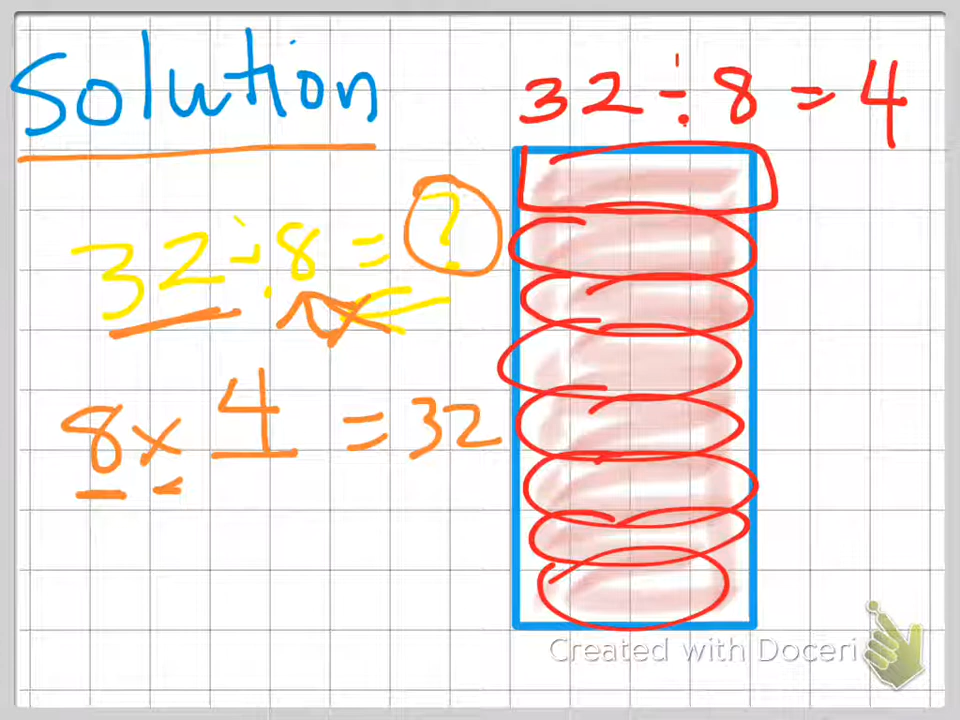 Solution
32 ÷ 8 = 4
32 ÷ 8 = ?
8 x 4 = 32
Created with Doceri